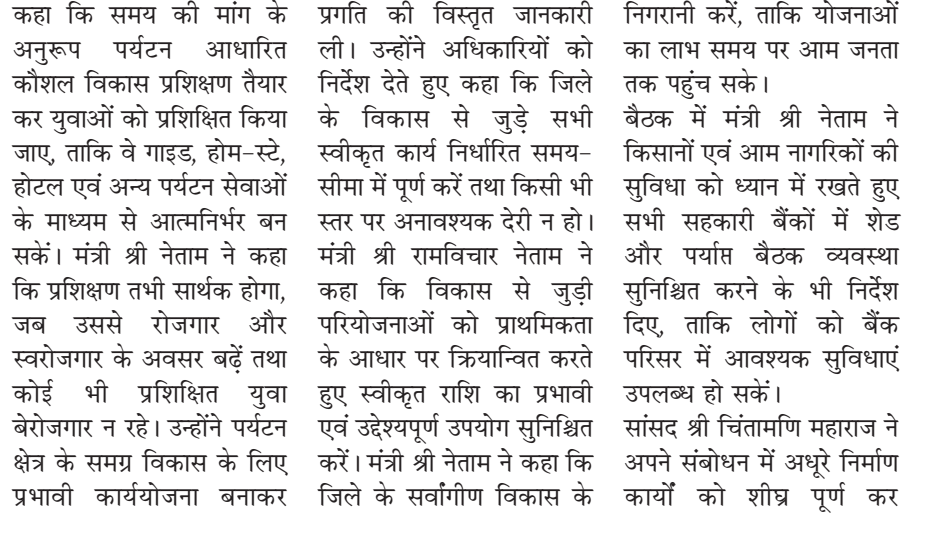 कहा कि समय की मांग के
अनुरूप पर्यटन आधारित
कौशल विकास प्रशिक्षण तैयार
कर युवाओं को प्रशिक्षित किया
जाए, ताकि वे गाइड, होम-स्टे,
होटल एवं अन्य पर्यटन सेवाओं
के माध्यम से आत्मनिर्भर बन
सकें। मंत्री श्री नेताम ने कहा
कि प्रशिक्षण तभी सार्थक होगा,
जब उससे रोजगार और
स्वरोजगार के अवसर बढ़ें तथा
कोई भी प्रशिक्षित युवा
बेरोजगार न रहे। उन्होंने पर्यटन
क्षेत्र के समग्र विकास के लिए
प्रभावी कार्ययोजना बनाकर
प्रगति की विस्तृत जानकारी
ली। उन्होंने अधिकारियों को
निर्देश देते हुए कहा कि जिले
के विकास से जुड़े सभी
स्वीकृत कार्य निर्धारित समय-
सीमा में पूर्ण करें तथा किसी भी
स्तर पर अनावश्यक देरी न हो।
मंत्री श्री रामविचार नेताम ने
कहा कि विकास से जुड़ी
परियोजनाओं को प्राथमिकता
के आधार पर क्रियान्वित करते
हुए स्वीकृत राशि का प्रभावी
एवं उद्देश्यपूर्ण उपयोग सुनिश्चित
करें। मंत्री श्री नेताम ने कहा कि
जिले के सर्वांगीण विकास के
निगरानी करें, ताकि योजनाओं
का लाभ समय पर आम जनता
तक पहुंच सके।
बैठक में मंत्री श्री नेताम ने
किसानों एवं आम नागरिकों की
सुविधा को ध्यान में रखते हुए
सभी सहकारी बैंकों में शेड
और पर्याप्त बैठक व्यवस्था
सुनिश्चित करने के भी निर्देश
दिए, ताकि लोगों को बैंक
परिसर में आवश्यक सुविधाएं
उपलब्ध हो सकें।
सांसद श्री चिंतामणि महाराज ने
अपने संबोधन में अधूरे निर्माण
कार्यों को शीघ्र पूर्ण कर